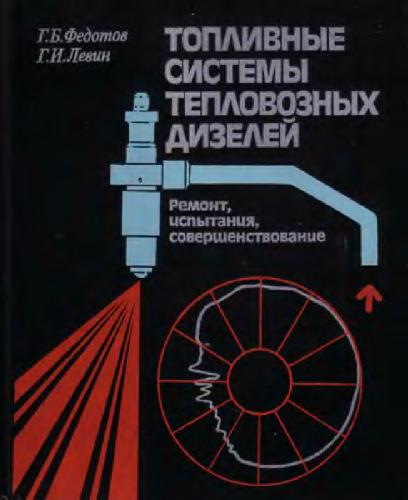 Г.Б.Федотов
Г.И.Левин
ТОПЛИВНЫЕ
СИСТЕМЫ
ТЕПЛОВОЗНЫХ
ДИЗЕЛЕЙ
Ремонт,
испытания,
совершенствование